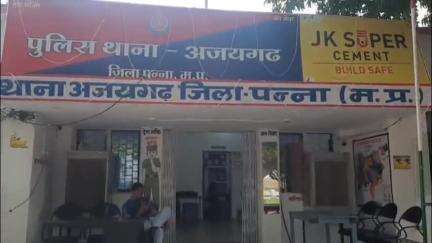 पुलिस थाना - अजयगढ
जिला पन्ना, म.प्र.
JK SUPER
CEMENT
BUILD SAFE
थाना अजयगढ़ जिला-पन्ना (म.प्र.